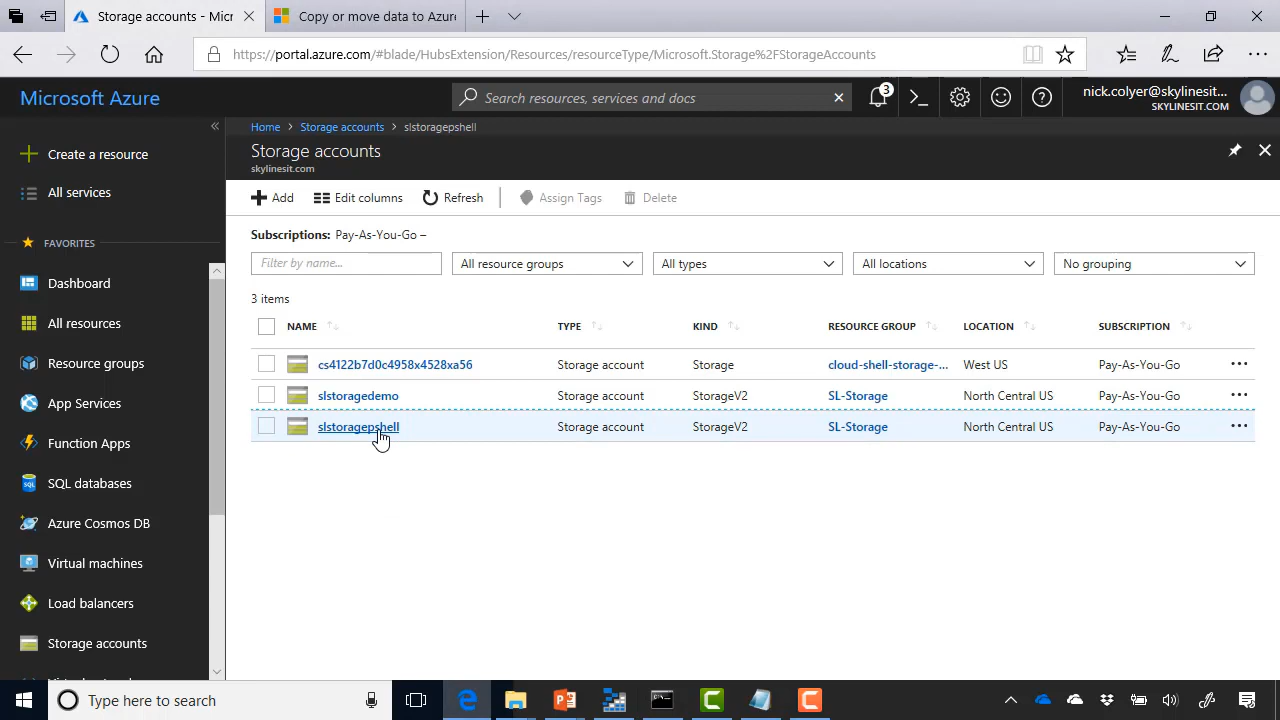 Storage accounts - Micr
Copy or move data to Azure
https://portal.azure.com/#blade/HubsExtension/Resources/resourceType/Microsoft.Storage%2FStorageAccounts
Microsoft Azure
Search resources, services and docs
3
nick.colyer@skylinesit...
SKYLINESIT.COM
Create a resource
All services
FAVORITES
Dashboard
All resources
Resource groups
App Services
Function Apps
SQL databases
Azure Cosmos DB
Virtual machines
Load balancers
Storage accounts
Home > Storage accounts > slstoragepshell
Storage accounts
skylinesit.com
Add Edit columns Refresh Assign Tags Delete
Subscriptions: Pay-As-You-Go –
Filter by name... All resource groups All types All locations No grouping
3 items
NAME TYPE KIND RESOURCE GROUP LOCATION SUBSCRIPTION
cs4122b7d0c4958x4528xa56 Storage account Storage cloud-shell-storage-... West US Pay-As-You-Go
slstoragedemo Storage account StorageV2 SL-Storage North Central US Pay-As-You-Go
slstoragepshell Storage account StorageV2 SL-Storage North Central US Pay-As-You-Go
Type here to search